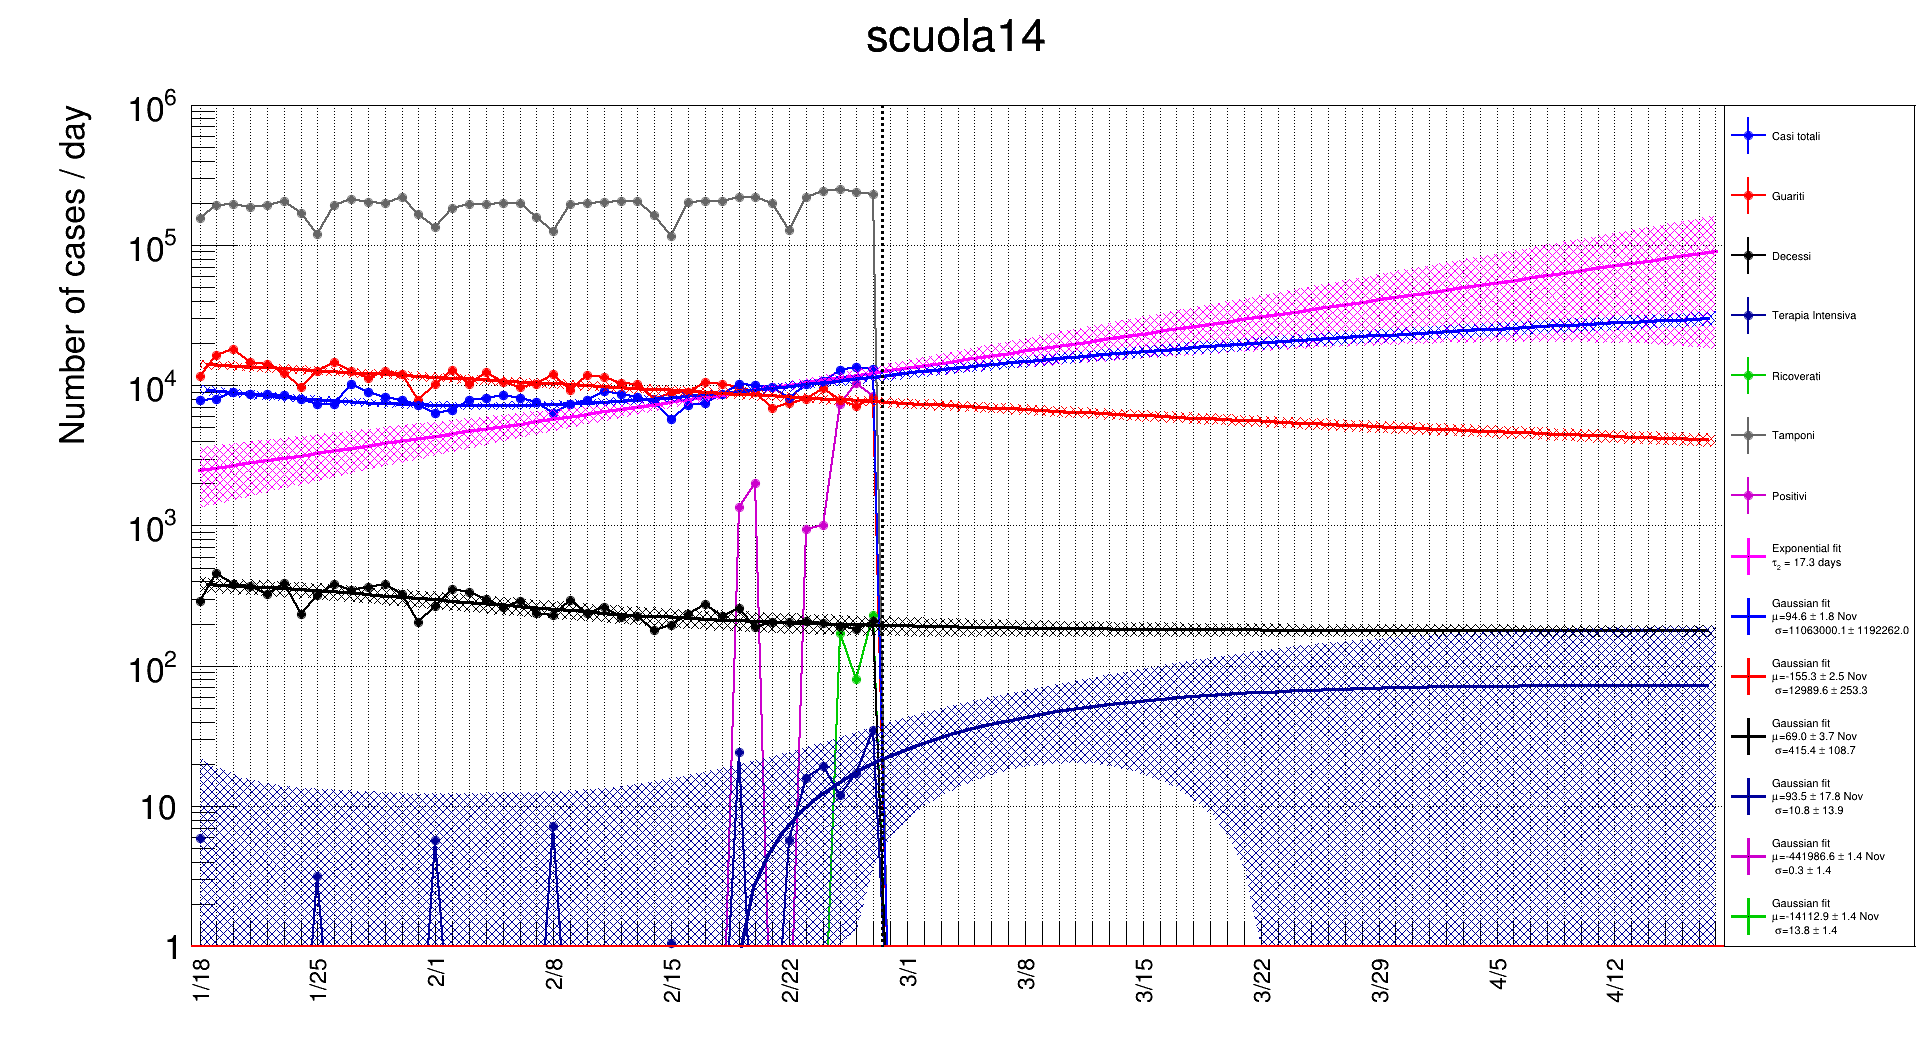 scuola14
Number of cases / day
10^6
10^5
10^4
10^3
10^2
10
1
1/18
1/25
2/1
2/8
2/15
2/22
3/1
3/8
3/15
3/22
3/29
4/5
4/12
Casi totali
Guariti
Decessi
Terapia Intensiva
Ricoverati
Tamponi
Positivi
Exponential fit
τ₂ = 17.3 days
Gaussian fit
μ=94.6 ± 1.8 Nov
σ=11063000.1 ± 1192262.0
Gaussian fit
μ=-155.3 ± 2.5 Nov
σ=12989.6 ± 253.3
Gaussian fit
μ=69.0 ± 3.7 Nov
σ=415.4 ± 108.7
Gaussian fit
μ=93.5 ± 17.8 Nov
σ=10.8 ± 13.9
Gaussian fit
μ=-441986.6 ± 1.4 Nov
σ=0.3 ± 1.4
Gaussian fit
μ=-14112.9 ± 1.4 Nov
σ=13.8 ± 1.4